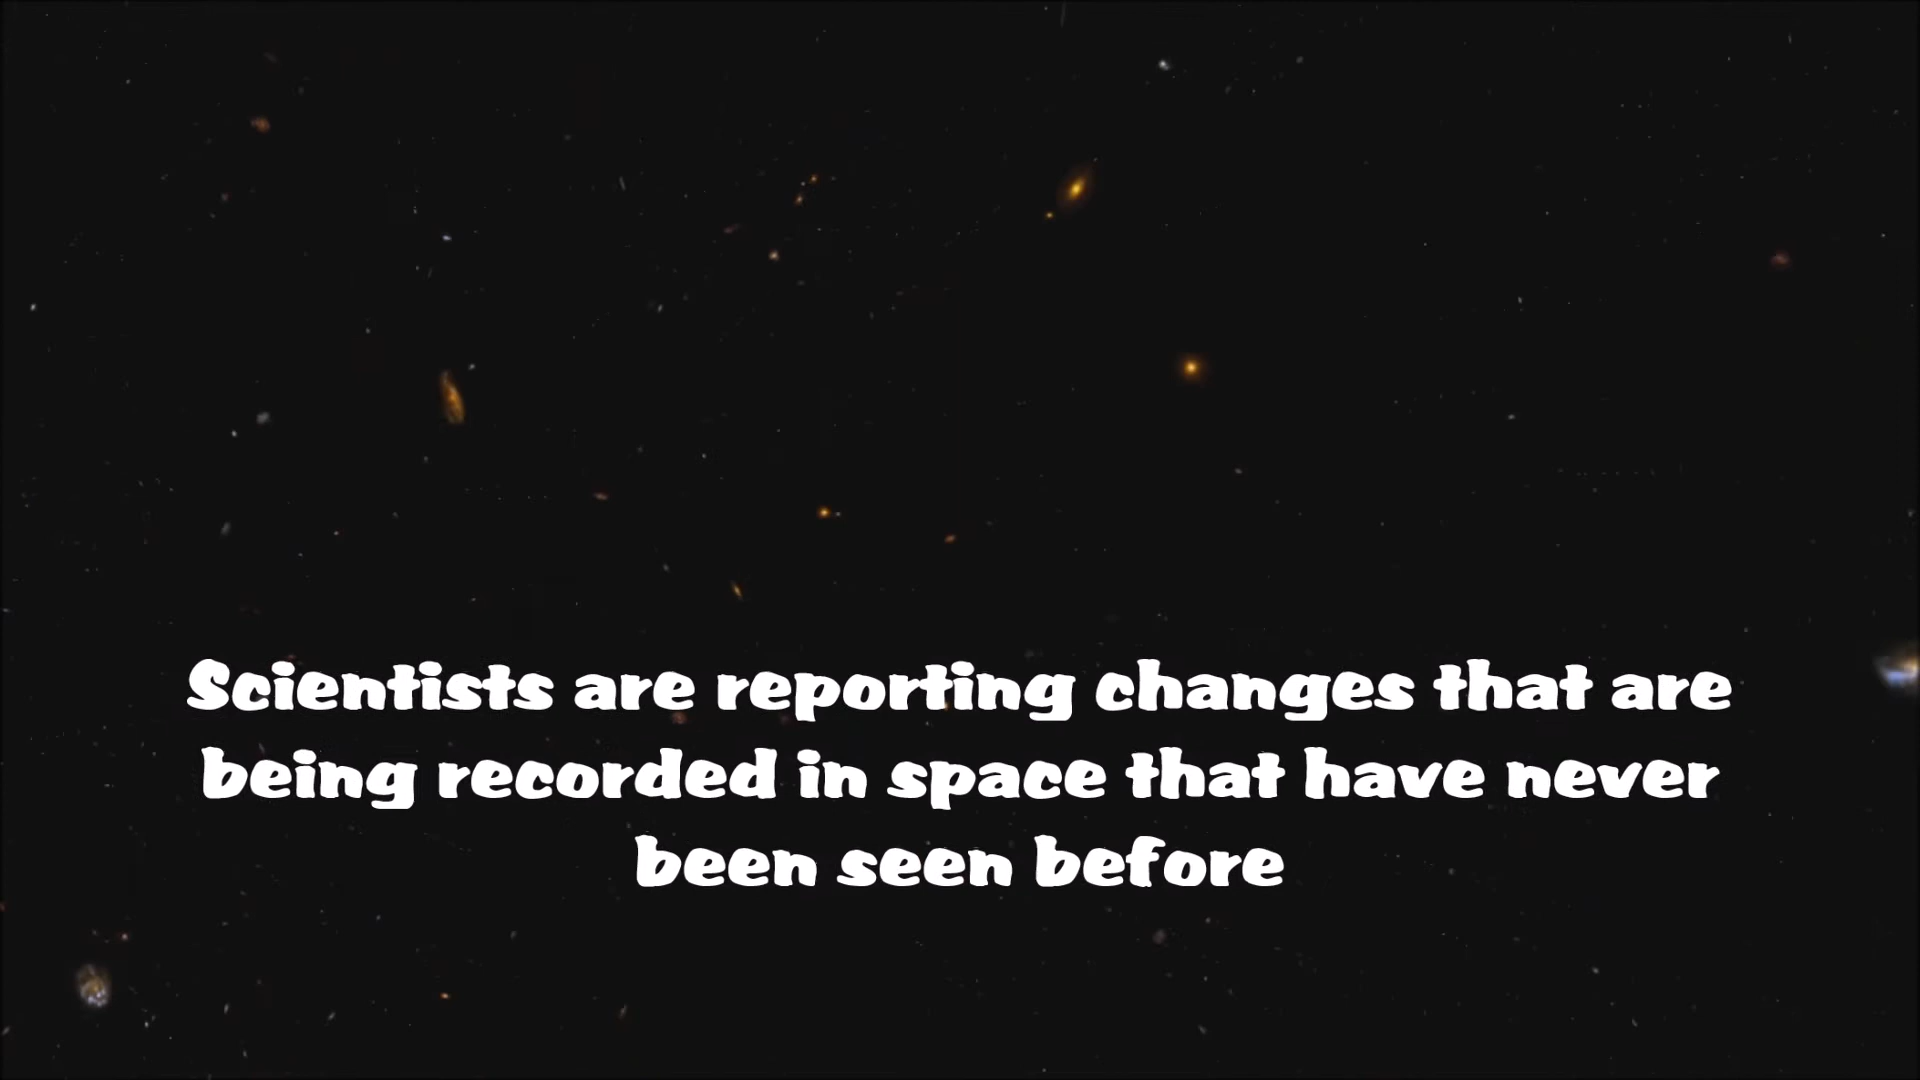 Scientists are reporting changes that are
being recorded in space that have never
been seen before